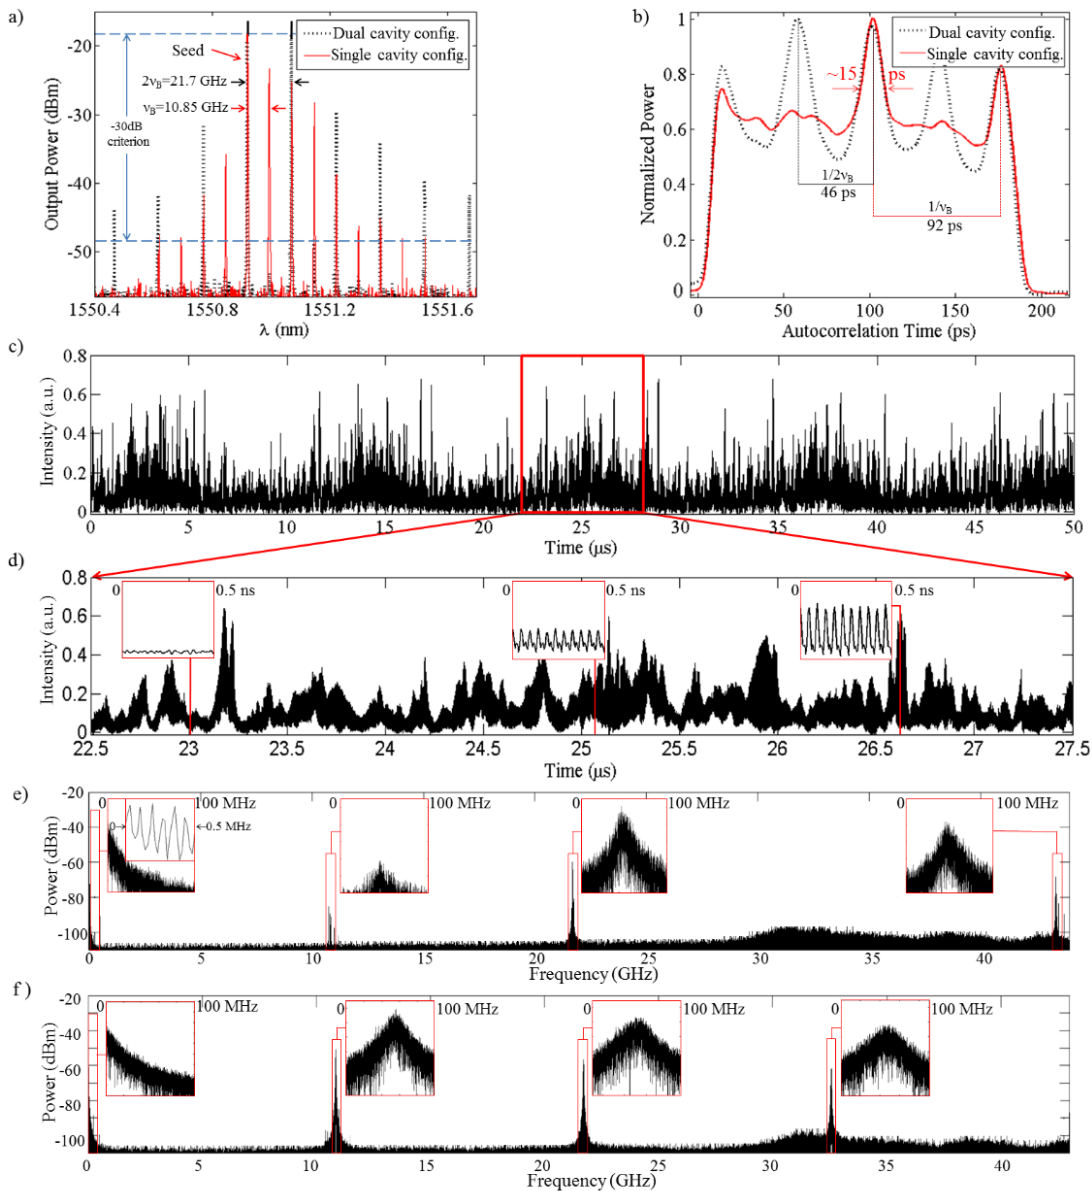 a)
Output Power (dBm)
-20
-30
-40
-50
Dual cavity config.
Single cavity config.
Seed
2νB=21.7 GHz
νB=10.85 GHz
-30dB
criterion
1550.4
1550.8
1551.2
1551.6
λ (nm)
b)
Normalized Power
1
0.8
0.6
0.4
0.2
0
Dual cavity config.
Single cavity config.
~15 ps
1/2νB
46 ps
1/νB
92 ps
0 50 100 150 200
Autocorrelation Time (ps)
c)
Intensity (a.u.)
0.8
0.6
0.4
0.2
0
0 5 10 15 20 25 30 35 40 45 50
Time (μs)
d)
Intensity (a.u.)
0.8
0.6
0.4
0.2
0
0 0.5 ns
0 0.5 ns
0 0.5 ns
22.5 23 23.5 24 24.5 25 25.5 26 26.5 27 27.5
Time (μs)
e)
Power (dBm)
-20
-40
-60
-80
-100
0 100 MHz
0 0.5 MHz
0 100 MHz
0 100 MHz
0 100 MHz
0 5 10 15 20 25 30 35 40
Frequency (GHz)
f)
Power (dBm)
-20
-40
-60
-80
-100
0 100 MHz
0 100 MHz
0 100 MHz
0 100 MHz
0 5 10 15 20 25 30 35 40
Frequency (GHz)